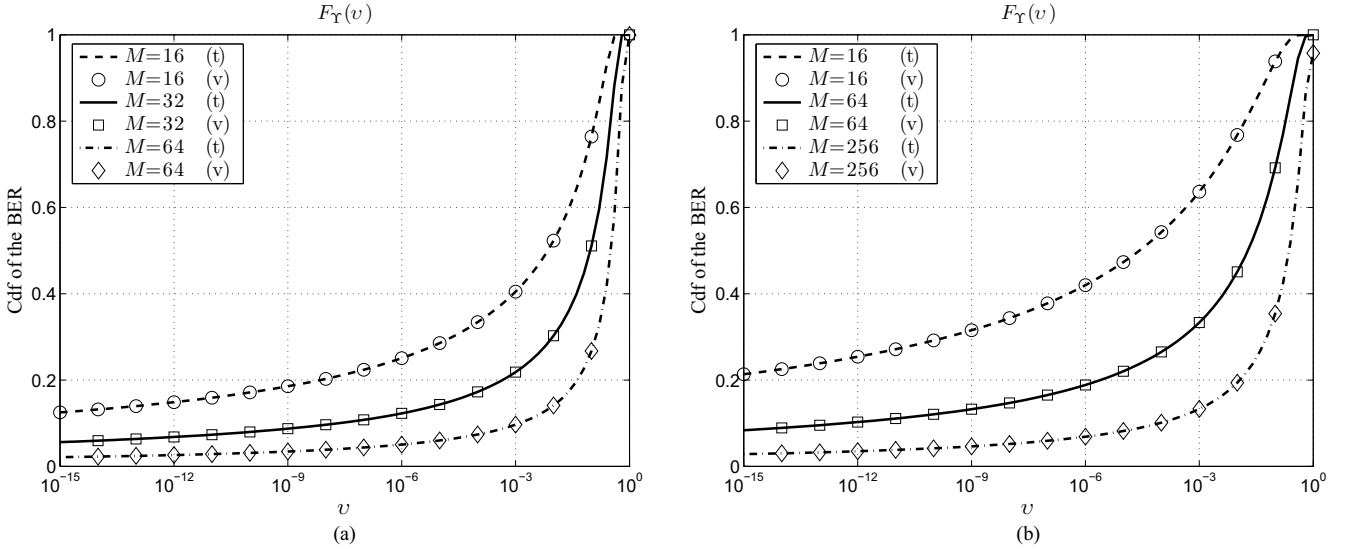 F_Υ(υ)
Cdf of the BER
1
0.8
0.6
0.4
0.2
0
M=16 (t)
M=16 (v)
M=32 (t)
M=32 (v)
M=64 (t)
M=64 (v)
10^−15 10^−12 10^−9 10^−6 10^−3 10^0
υ
(a)
F_Υ(υ)
Cdf of the BER
1
0.8
0.6
0.4
0.2
0
M=16 (t)
M=16 (v)
M=64 (t)
M=64 (v)
M=256 (t)
M=256 (v)
10^−15 10^−12 10^−9 10^−6 10^−3 10^0
υ
(b)